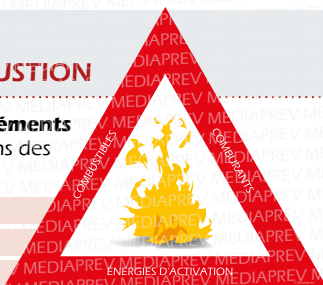 USTION
éments
ns des
COMBUSTIBLES
COMBURANTS
ÉNERGIES D'ACTIVATION
MEDIAPREV